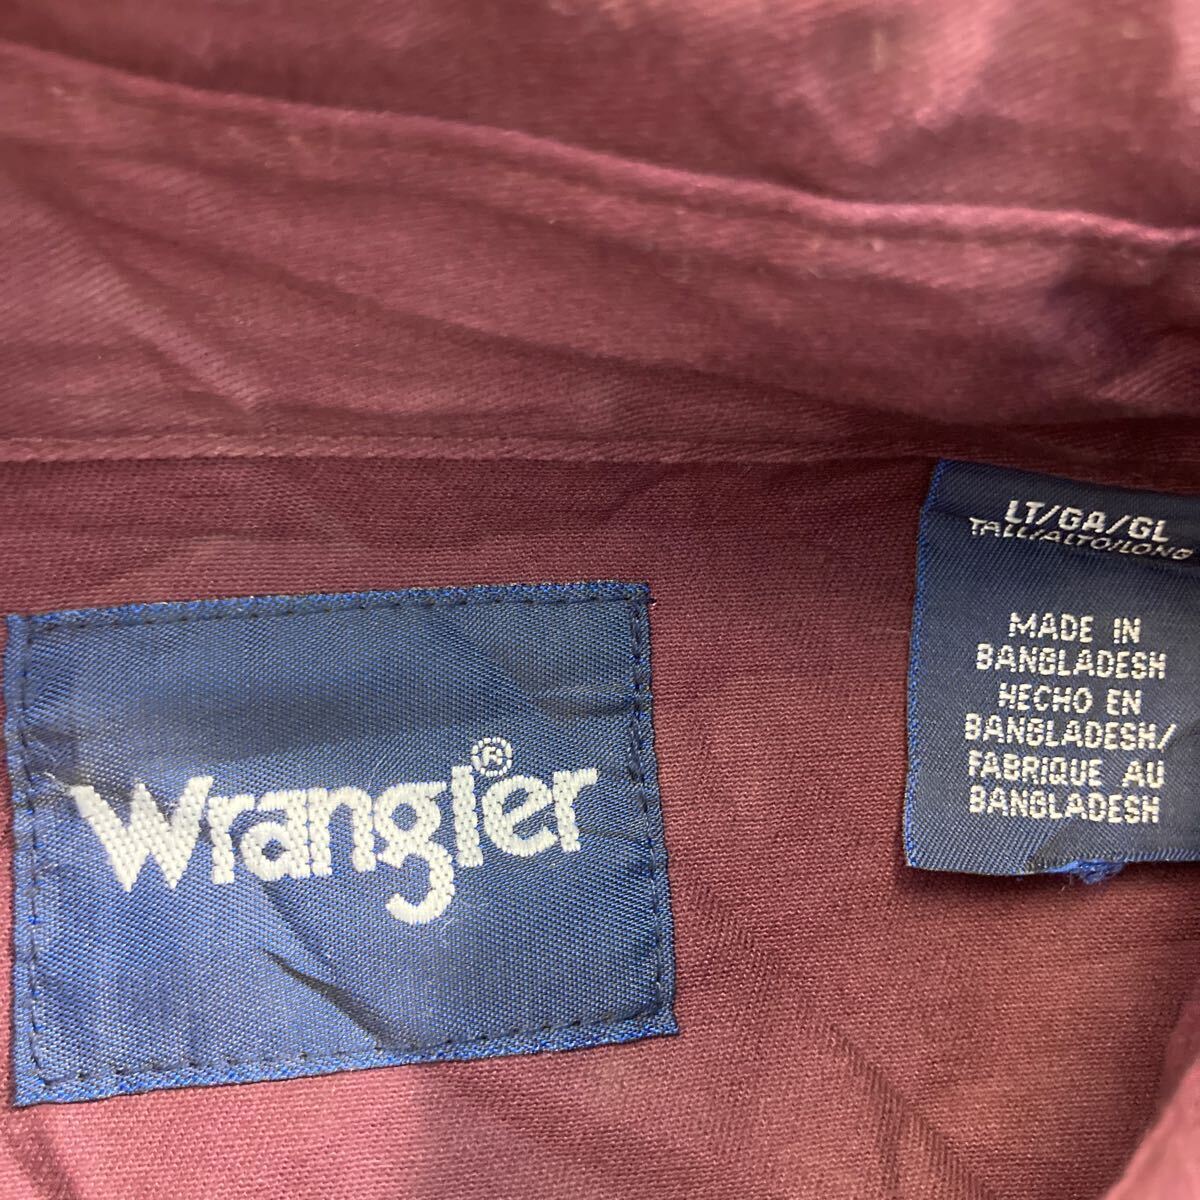 Wrangler®
LT/GA/GL
TALL/ALTO/LONG
MADE IN
BANGLADESH
HECHO EN
BANGLADESH/
FABRIQUE AU
BANGLADESH